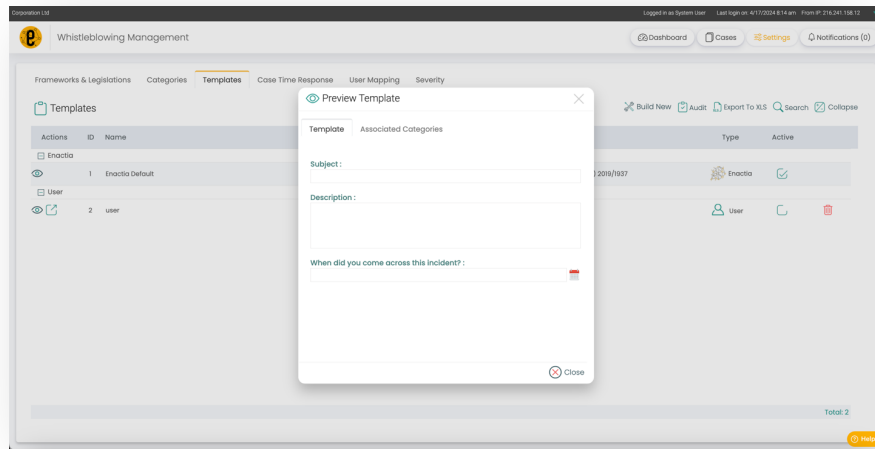 Corporation Ltd
Logged in as System User Last login on: 4/17/2024 8:14 am From IP: 216.241.158.12
e
Whistleblowing Management
Dashboard Cases Settings Notifications (0)
Frameworks & Legislations Categories Templates Case Time Response User Mapping Severity
Templates
Build New Audit Export To XLS Search Collapse
Actions ID Name Type Active
Enactia
1 Enactia Default ) 2019/1937 Enactia
User
2 user User
Preview Template
Template Associated Categories
Subject :
Description :
When did you come across this incident? :
Close
Total: 2
Help